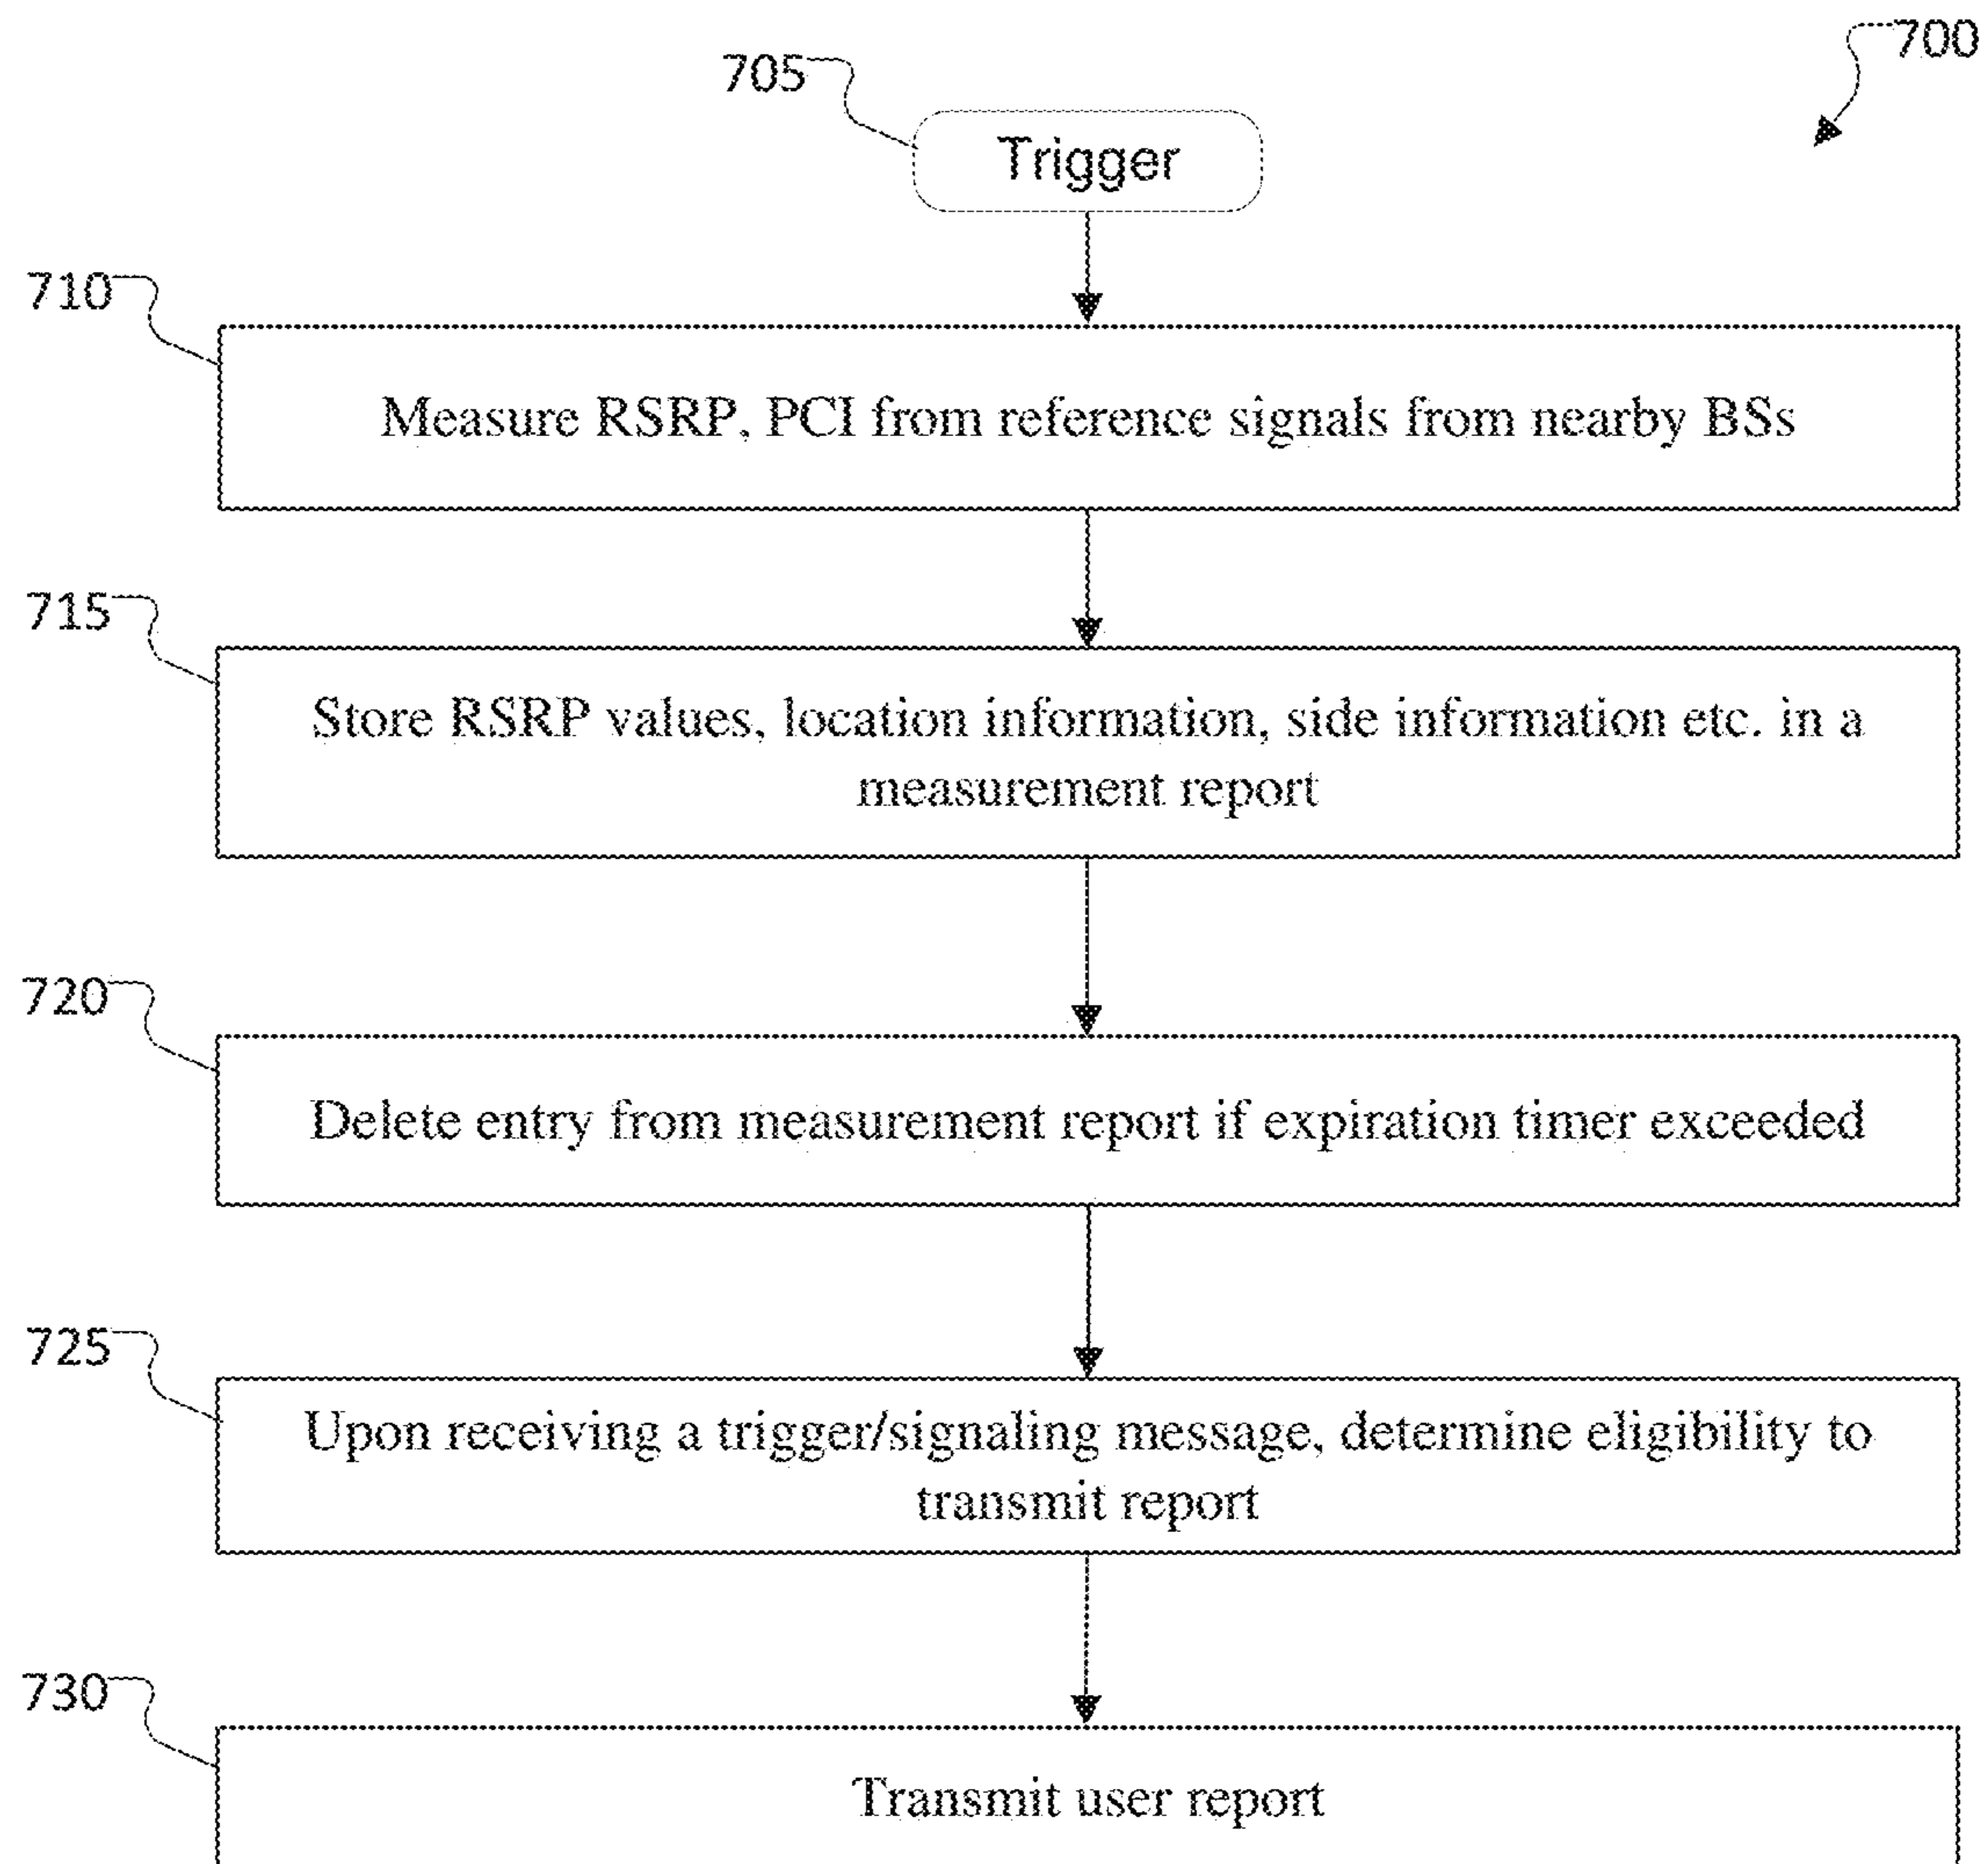 700
705
Trigger
710
Measure RSRP, PCI from reference signals from nearby BSs
715
Store RSRP values, location information, side information etc. in a
measurement report
720
Delete entry from measurement report if expiration timer exceeded
725
Upon receiving a trigger/signaling message, determine eligibility to
transmit report
730
Transmit user report